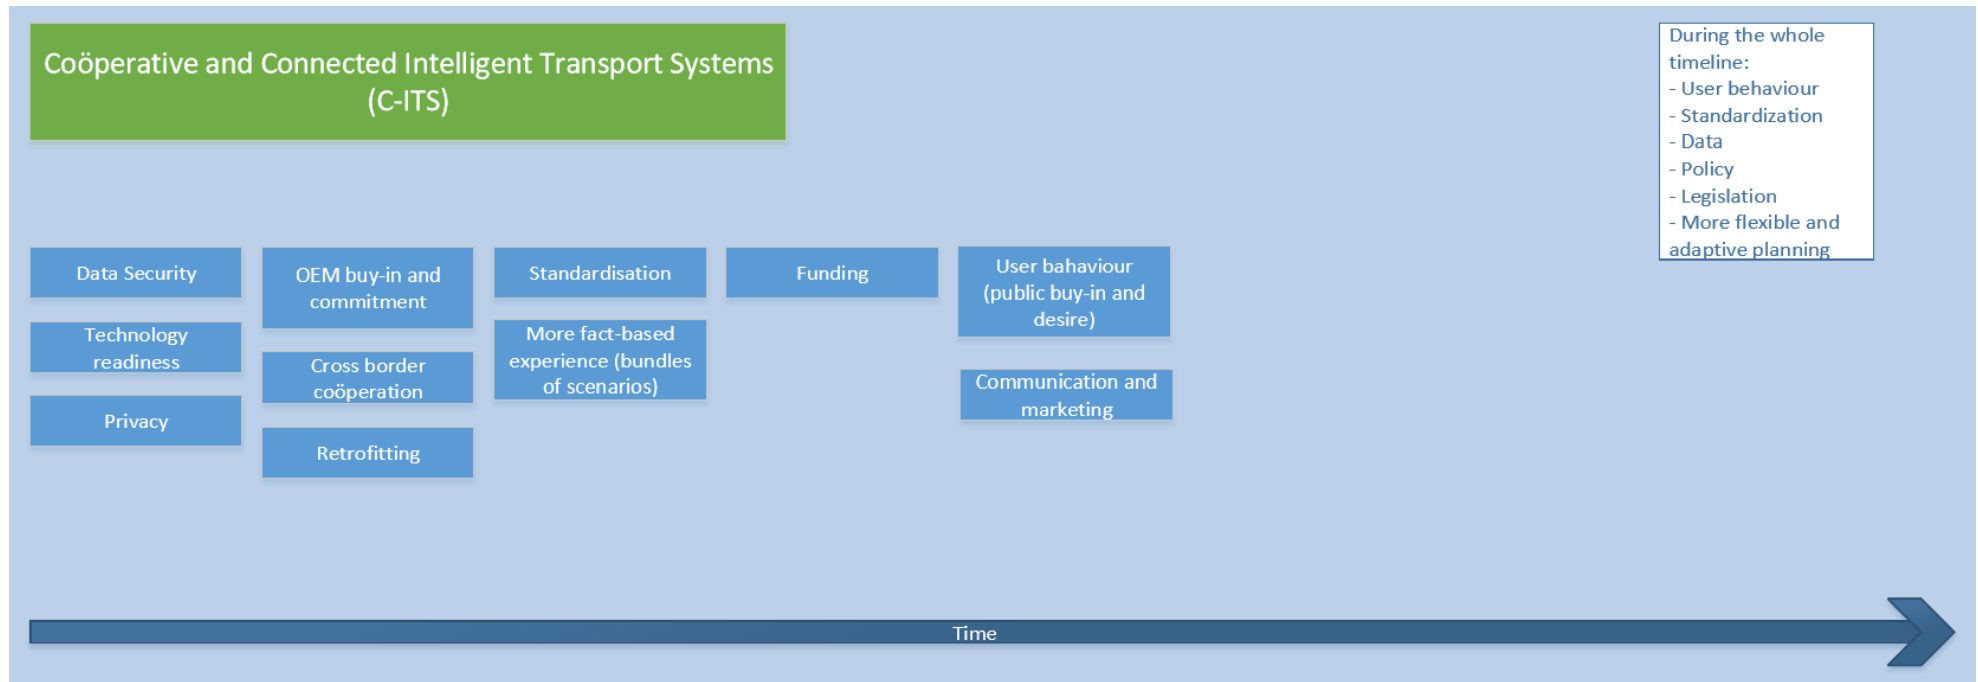 Coöperative and Connected Intelligent Transport Systems
(C-ITS)
During the whole
timeline:
- User behaviour
- Standardization
- Data
- Policy
- Legislation
- More flexible and
adaptive planning
Data Security
Technology
readiness
Privacy
OEM buy-in and
commitment
Cross border
coöperation
Retrofitting
Standardisation
More fact-based
experience (bundles
of scenarios)
Funding
User bahaviour
(public buy-in and
desire)
Communication and
marketing
Time